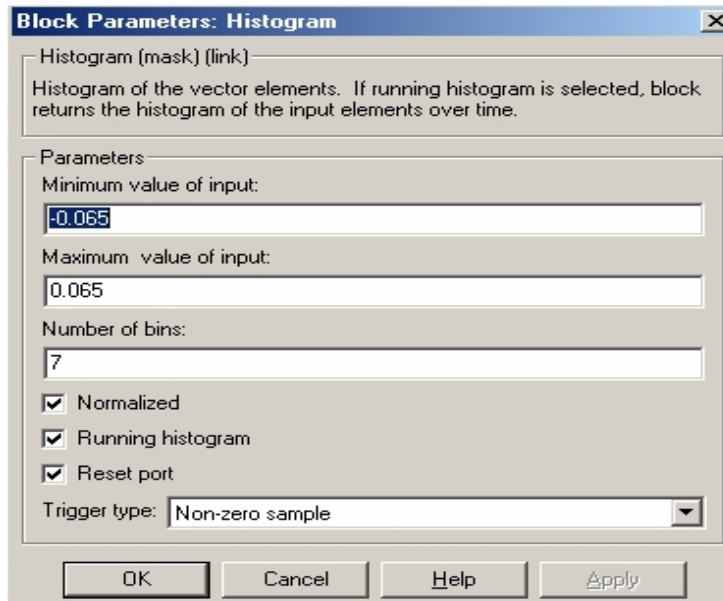 Block Parameters: Histogram
Histogram (mask) (link)
Histogram of the vector elements. If running histogram is selected, block
returns the histogram of the input elements over time.
Parameters
Minimum value of input:
-0.065
Maximum value of input:
0.065
Number of bins:
7
Normalized
Running histogram
Reset port
Trigger type: Non-zero sample
OK Cancel Help Apply